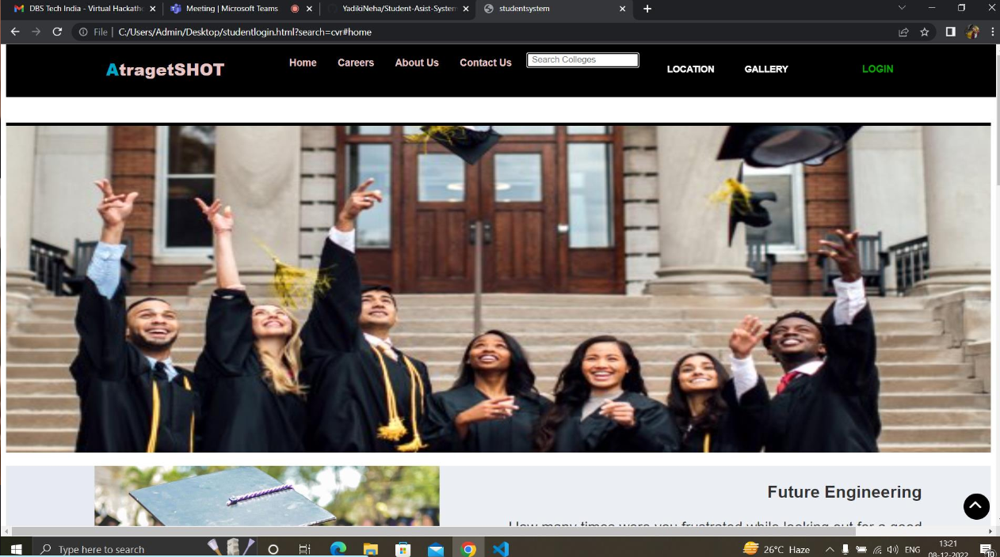 DBS Tech India - Virtual Hackatho
Meeting | Microsoft Teams
YadikiNeha/Student-Asist-System
studentsystem
File | C:/Users/Admin/Desktop/studentlogin.html?search=cvr#home
AtragetSHOT
Home
Careers
About Us
Contact Us
Search Colleges
LOCATION
GALLERY
LOGIN
Future Engineering
How many times were you frustrated while looking out for a good
Type here to search
26°C Haze
ENG
13:21
08-12-2022
10